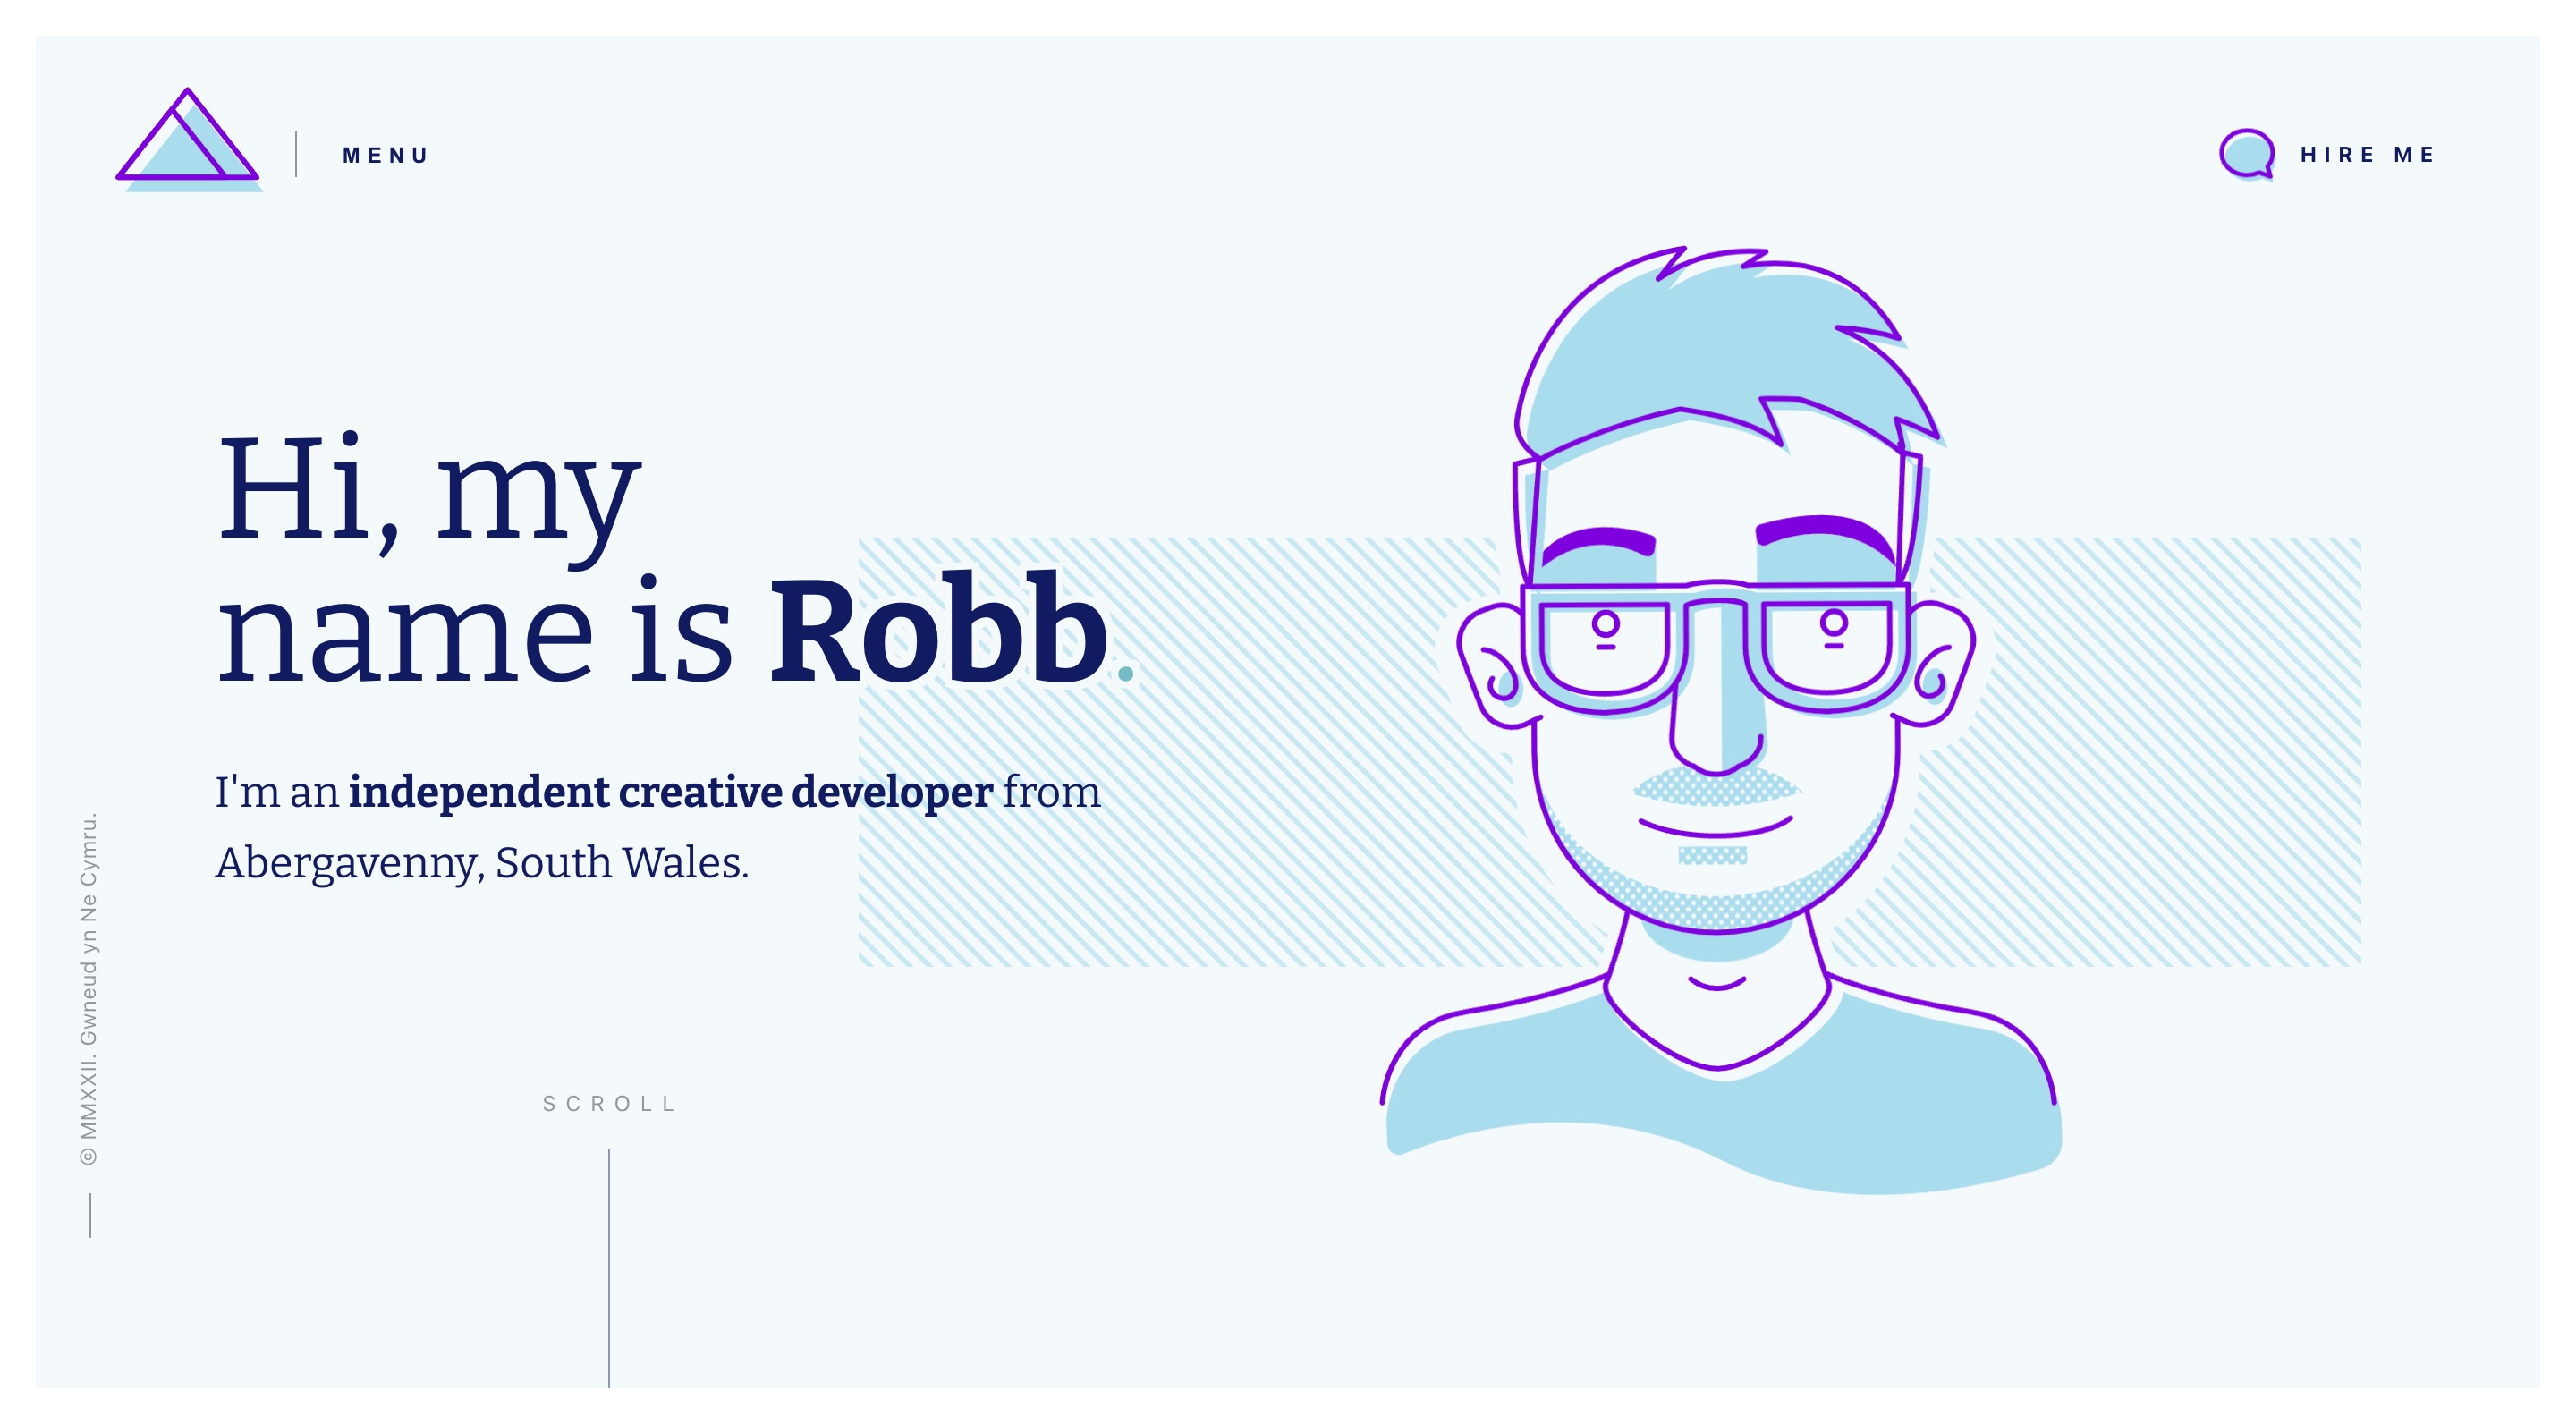 MENU
HIRE ME
Hi, my
name is Robb.
I'm an independent creative developer from
Abergavenny, South Wales.
© MMXXII. Gwneud yn Ne Cymru.
SCROLL